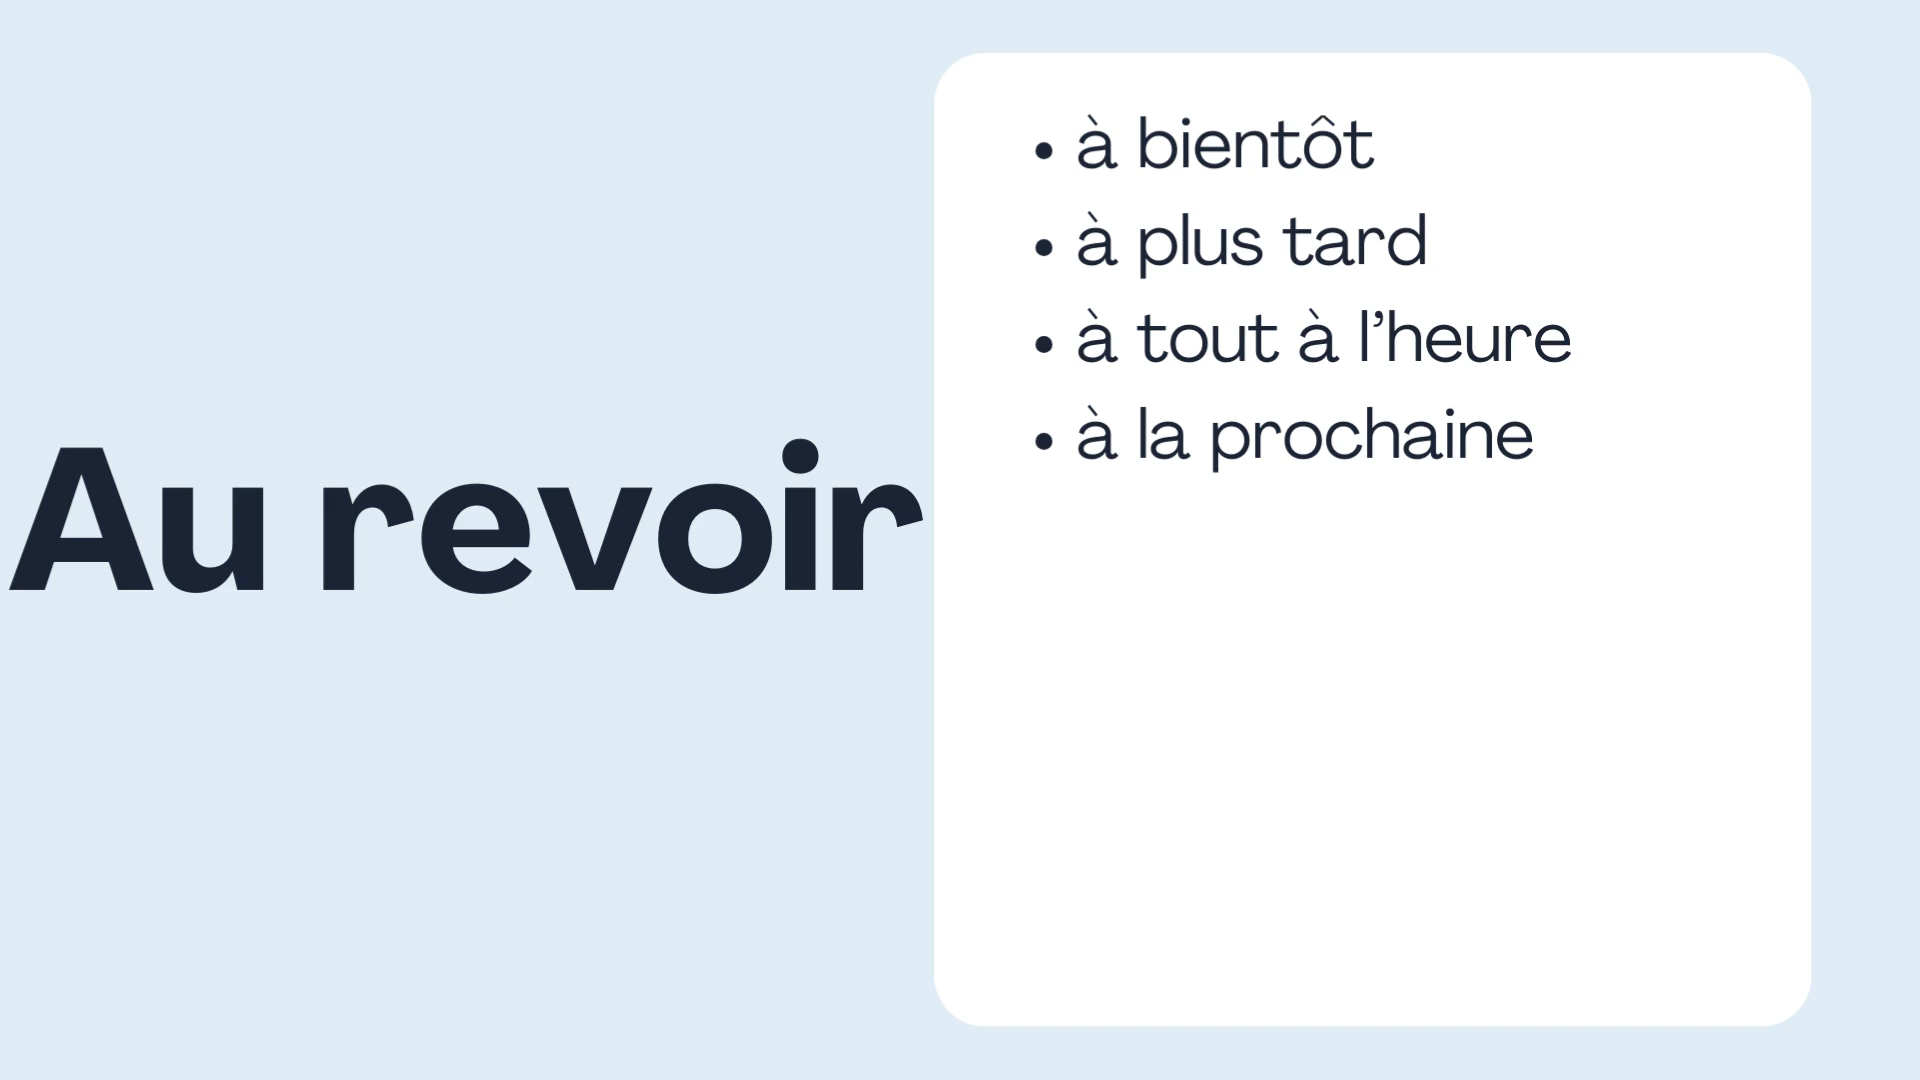 Au revoir
• à bientôt
• à plus tard
• à tout à l’heure
• à la prochaine